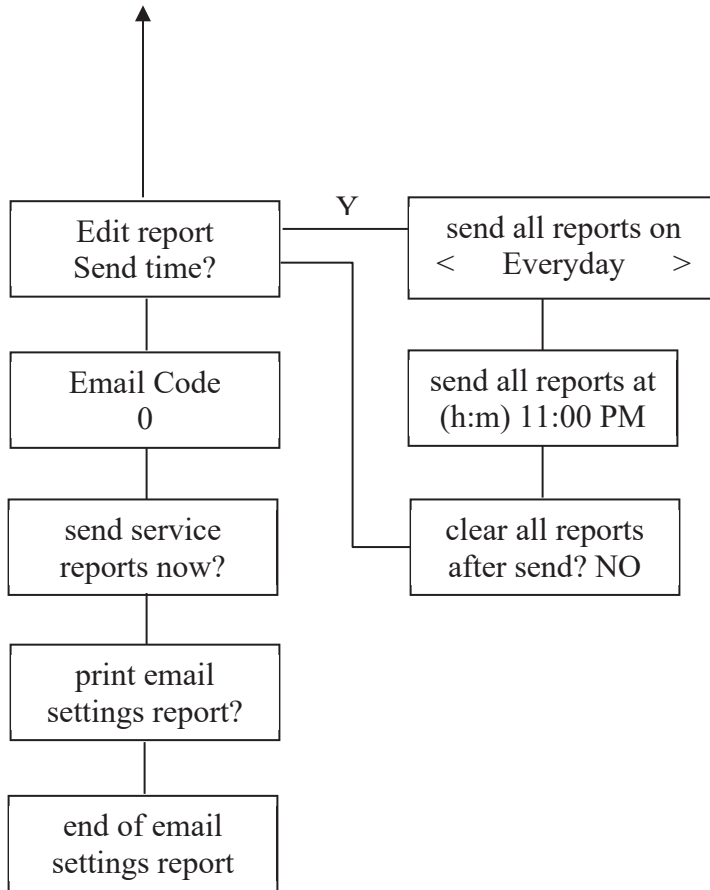 Edit report
Send time?
Y
send all reports on
< Everyday >
Email Code
0
send all reports at
(h:m) 11:00 PM
send service
reports now?
clear all reports
after send? NO
print email
settings report?
end of email
settings report